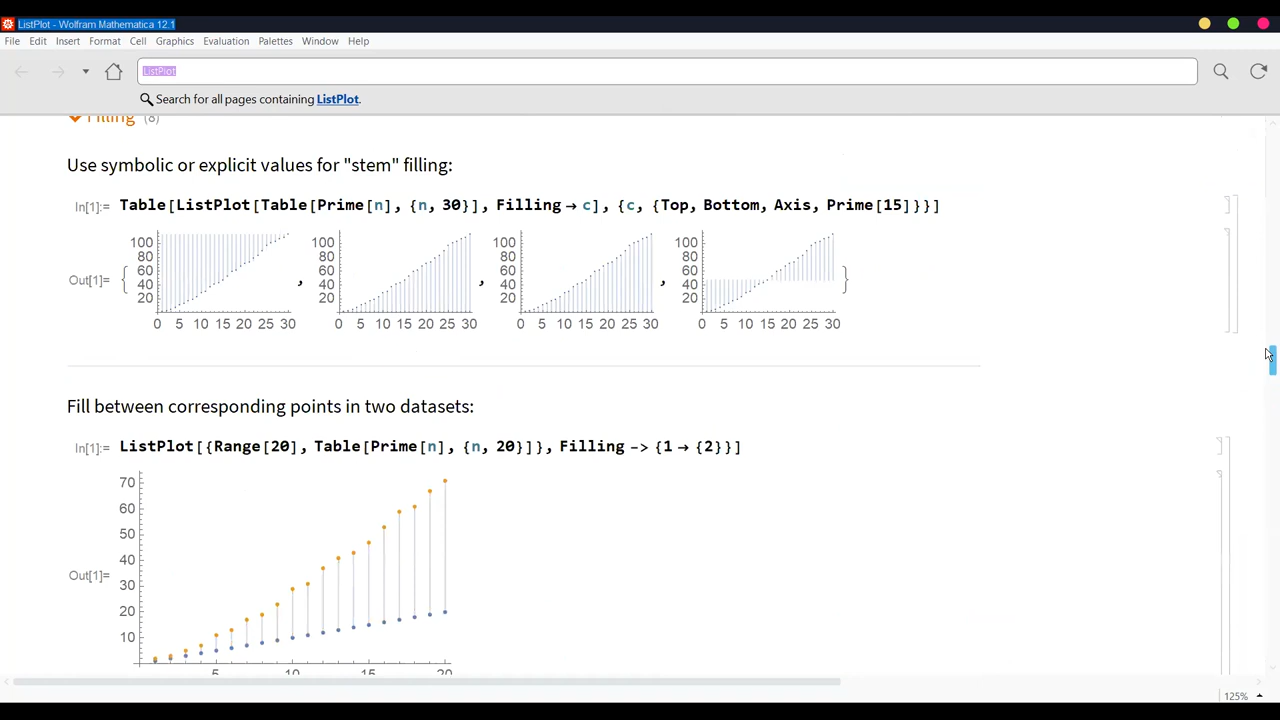 ListPlot - Wolfram Mathematica 12.1
File Edit Insert Format Cell Graphics Evaluation Palettes Window Help
ListPlot
Search for all pages containing ListPlot.
Filling (8)
Use symbolic or explicit values for "stem" filling:
In[1]:= Table[ListPlot[Table[Prime[n], {n, 30}], Filling → c], {c, {Top, Bottom, Axis, Prime[15]}}]
100 100 100 100
80 80 80 80
60 60 60 60
Out[1]= { , , , }
40 40 40 40
20 20 20 20
0 5 10 15 20 25 30 0 5 10 15 20 25 30 0 5 10 15 20 25 30 0 5 10 15 20 25 30
Fill between corresponding points in two datasets:
In[1]:= ListPlot[{Range[20], Table[Prime[n], {n, 20}]}, Filling -> {1 → {2}}]
70
60
50
40
Out[1]=
30
20
10
5 10 15 20
125%